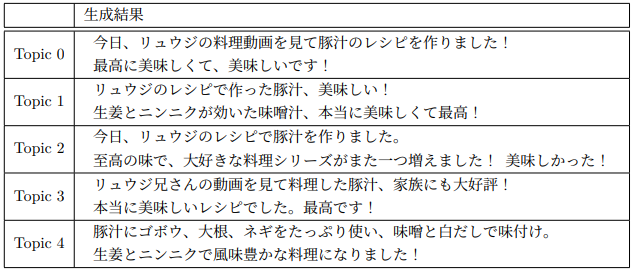 生成結果
Topic 0
今日、リュウジの料理動画を見て豚汁のレシピを作りました！
最高に美味しくて、美味しいです！
Topic 1
リュウジのレシピで作った豚汁、美味しい！
生姜とニンニクが効いた味噌汁、本当に美味しくて最高！
Topic 2
今日、リュウジのレシピで豚汁を作りました。
至高の味で、大好きな料理シリーズがまた一つ増えました！ 美味しかった！
Topic 3
リュウジ兄さんの動画を見て料理した豚汁、家族にも大好評！
本当に美味しいレシピでした。最高です！
Topic 4
豚汁にゴボウ、大根、ネギをたっぷり使い、味噌と白だしで味付け。
生姜とニンニクで風味豊かな料理になりました！